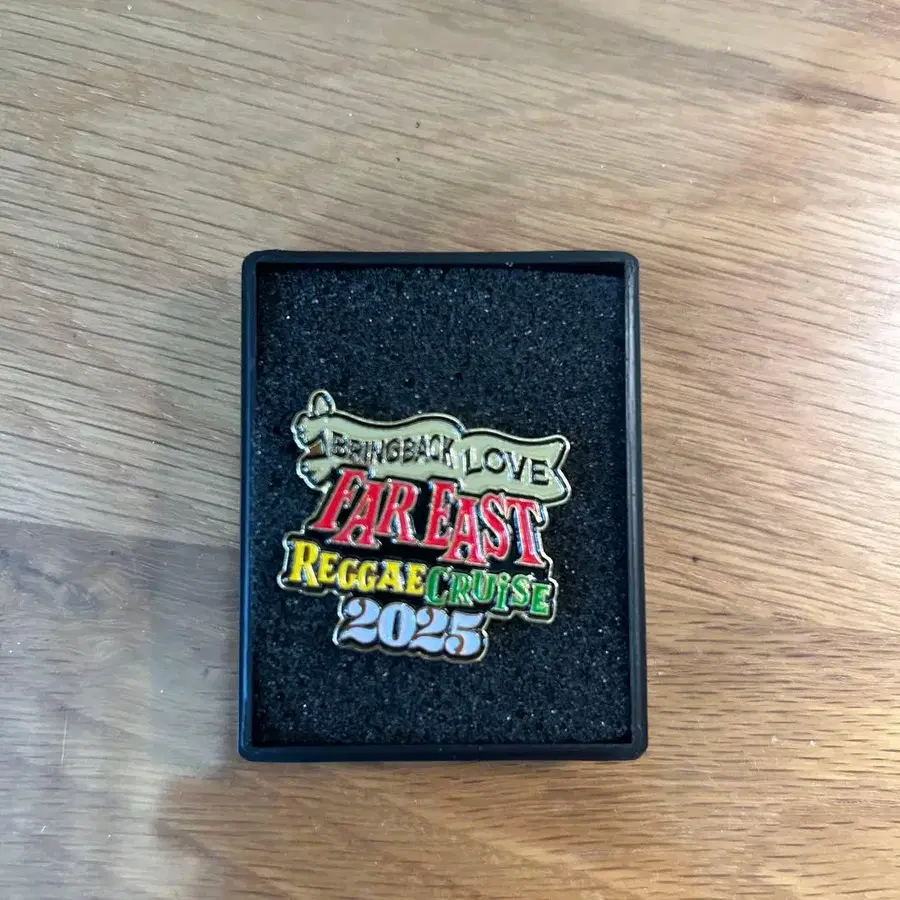 BRINGBACK LOVE
FAR EAST
REGGAE CRUISE
2025